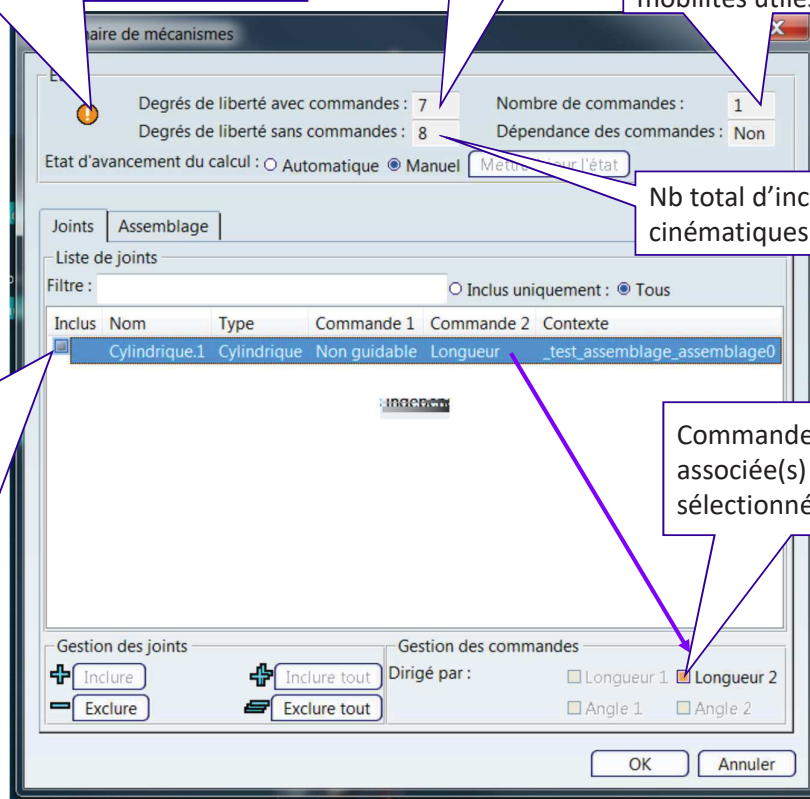 mobilités utiles
aire de mécanismes
Degrés de liberté avec commandes : 7
Nombre de commandes : 1
Degrés de liberté sans commandes : 8
Dépendance des commandes : Non
Etat d'avancement du calcul : Automatique Manuel Mettre à jour l'état
Nb total d'inc
cinématiques
Joints Assemblage
Liste de joints
Filtre : Inclus uniquement : Tous
Inclus Nom Type Commande 1 Commande 2 Contexte
Cylindrique.1 Cylindrique Non guidable Longueur _test_assemblage_assemblage0
Commande
associée(s)
sélectionné
Gestion des joints
Gestion des commandes
Inclure Inclure tout
Dirigé par : Longueur 1 Longueur 2
Exclure Exclure tout
Angle 1 Angle 2
OK Annuler